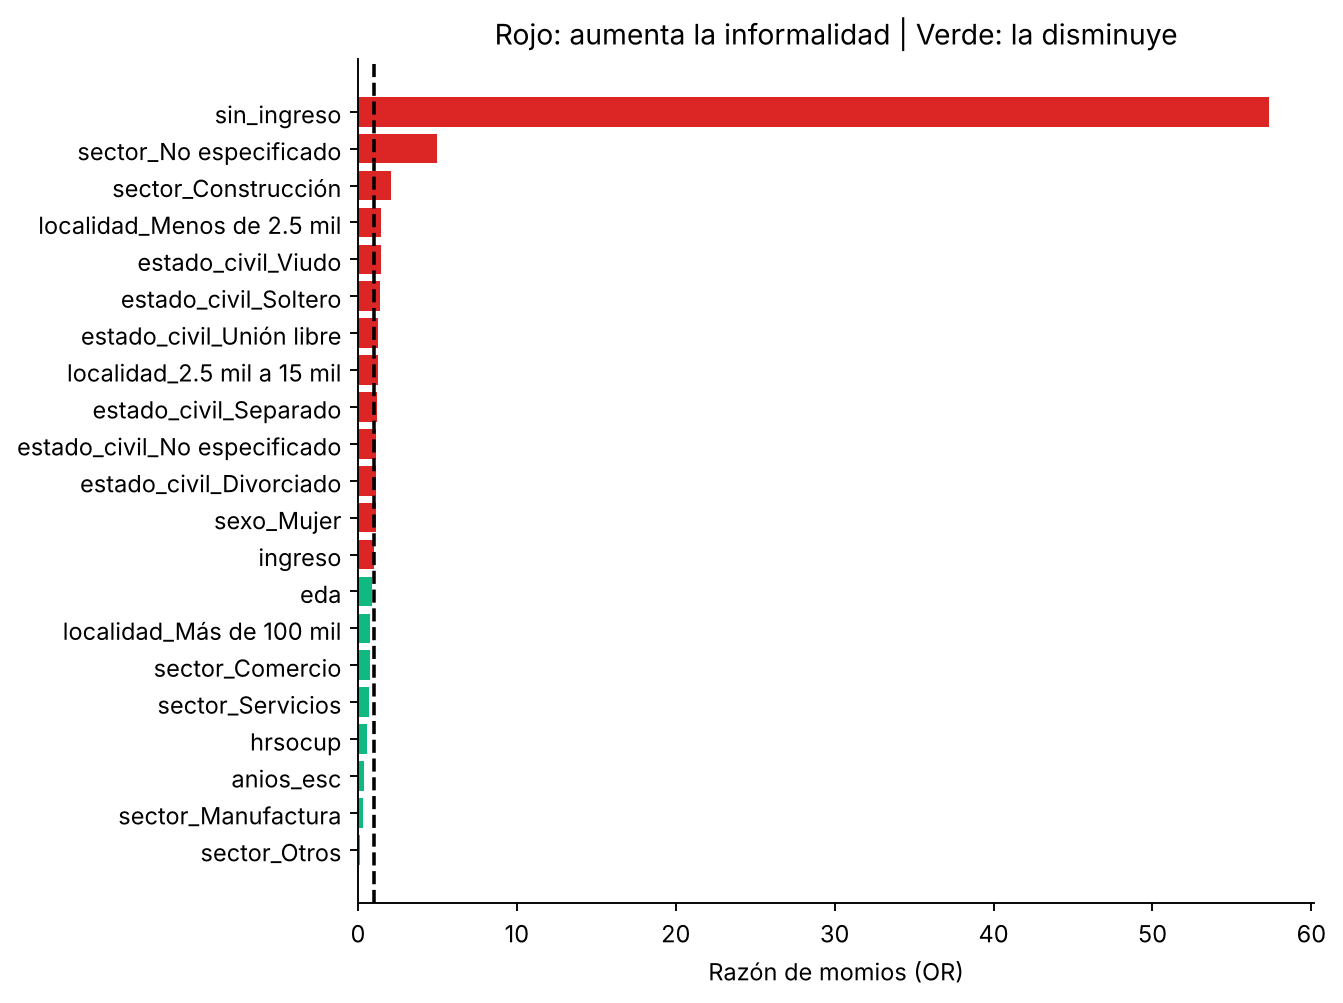 Rojo: aumenta la informalidad | Verde: la disminuye
sin_ingreso
sector_No especificado
sector_Construcción
localidad_Menos de 2.5 mil
estado_civil_Viudo
estado_civil_Soltero
estado_civil_Unión libre
localidad_2.5 mil a 15 mil
estado_civil_Separado
estado_civil_No especificado
estado_civil_Divorciado
sexo_Mujer
ingreso
eda
localidad_Más de 100 mil
sector_Comercio
sector_Servicios
hrsocup
anios_esc
sector_Manufactura
sector_Otros
0 10 20 30 40 50 60
Razón de momios (OR)